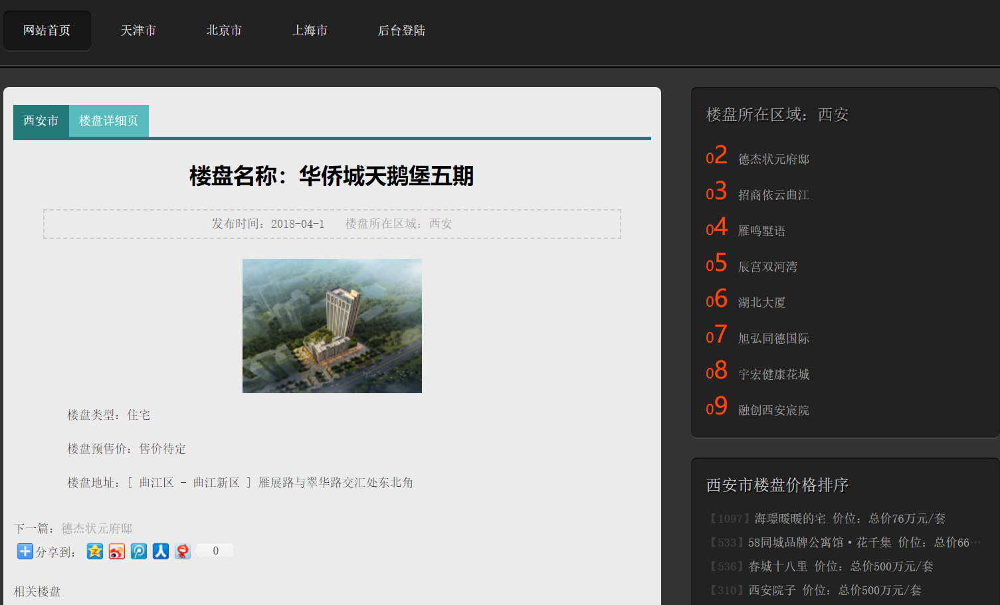 网站首页 天津市 北京市 上海市 后台登陆
西安市 楼盘详细页
楼盘名称：华侨城天鹅堡五期
发布时间：2018-04-1 楼盘所在区域：西安
楼盘类型：住宅
楼盘预售价：售价待定
楼盘地址：[ 曲江区 - 曲江新区 ] 雁展路与翠华路交汇处东北角
下一篇：德杰状元府邸
分享到： 0
相关楼盘
楼盘所在区域：西安
02 德杰状元府邸
03 招商依云曲江
04 雁鸣墅语
05 辰宫双河湾
06 湖北大厦
07 旭弘同德国际
08 宇宏健康花城
09 融创西安宸院
西安市楼盘价格排序
【1097】海璟暖暖的宅 价位：总价76万元/套
【533】58同城品牌公寓馆·花千集 价位：总价66…
【536】春城十八里 价位：总价500万元/套
【310】西安院子 价位：总价500万元/套